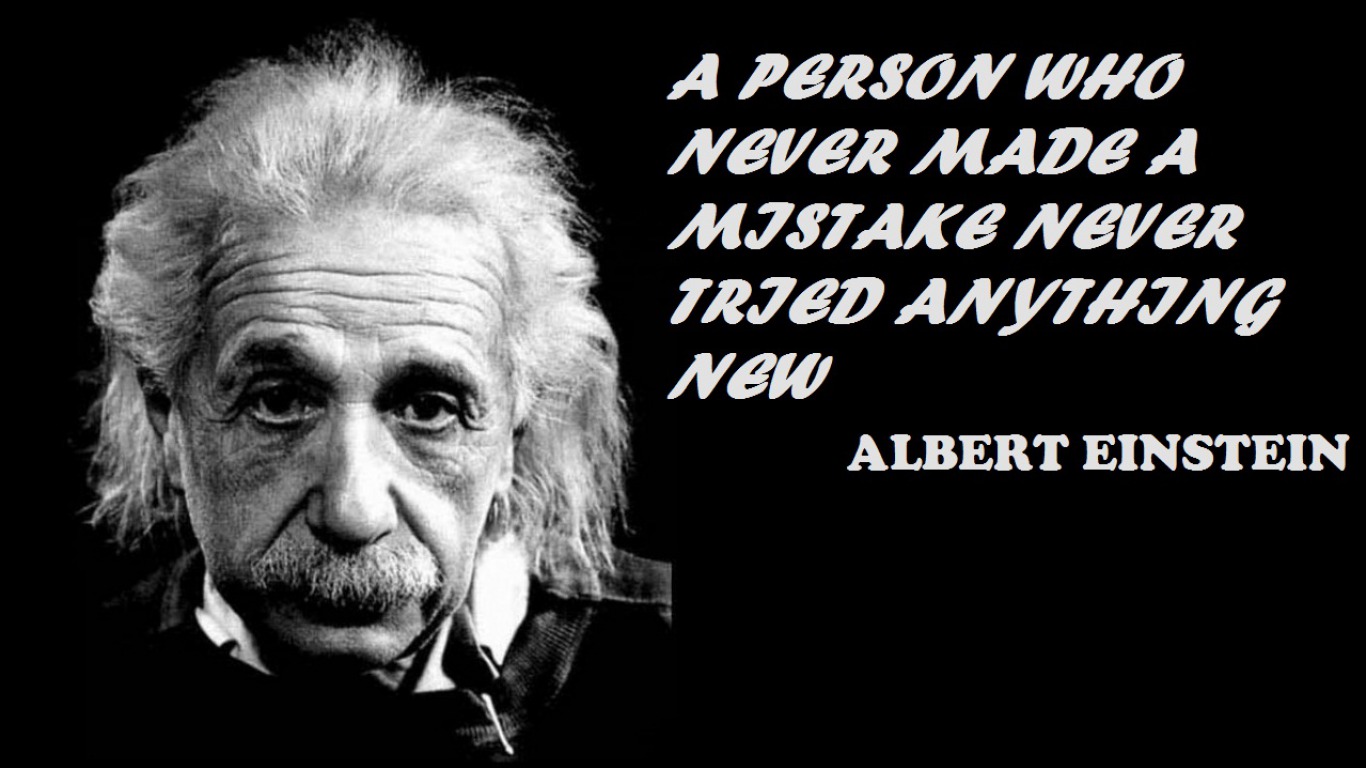 A PERSON WHO
NEVER MADE A
MISTAKE NEVER
TRIED ANYTHING
NEW
ALBERT EINSTEIN